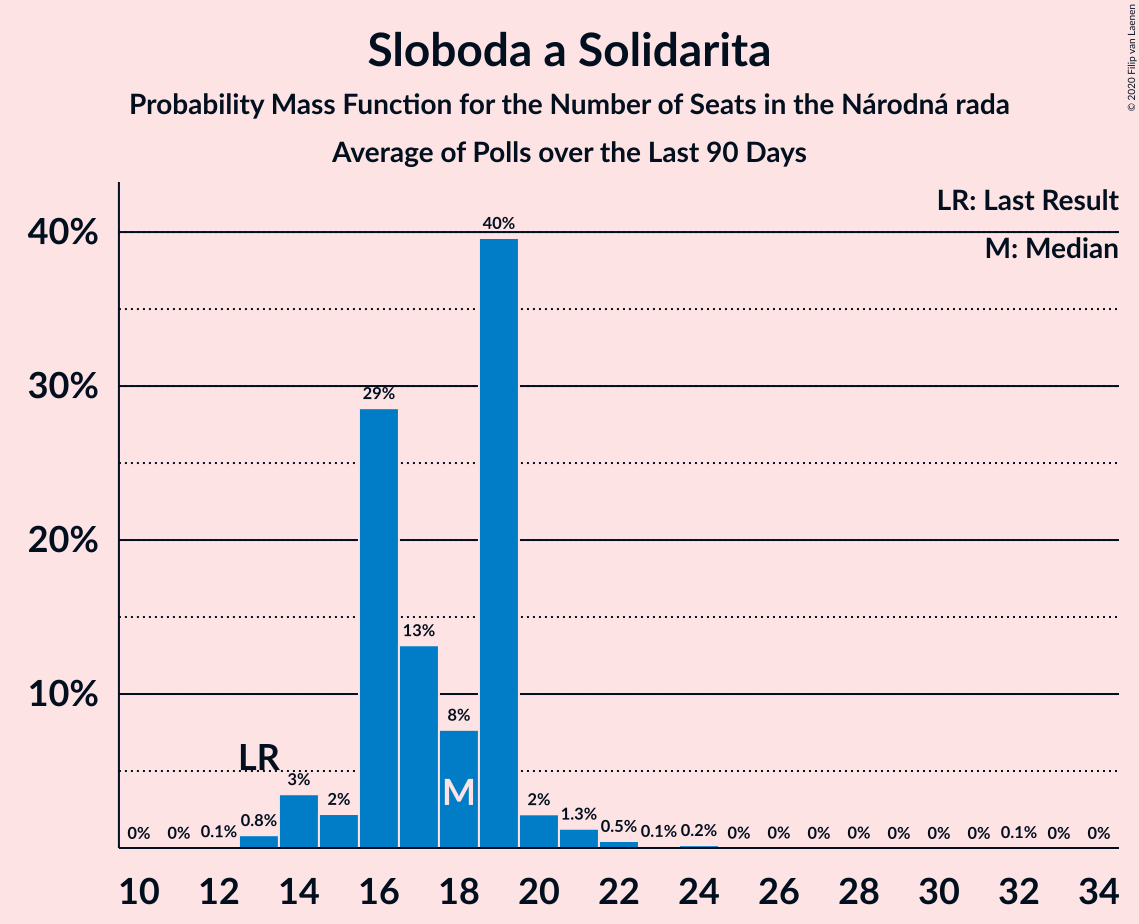 Sloboda a Solidarita
Probability Mass Function for the Number of Seats in the Národná rada
Average of Polls over the Last 90 Days
© 2020 Filip van Laenen
LR: Last Result
M: Median
40%
30%
20%
10%
0% 0% 0.1% 0.8% 3% 2% 29% 13% 8% 40% 2% 1.3% 0.5% 0.1% 0.2% 0% 0% 0% 0% 0% 0% 0% 0.1% 0% 0%
LR
M
10 12 14 16 18 20 22 24 26 28 30 32 34